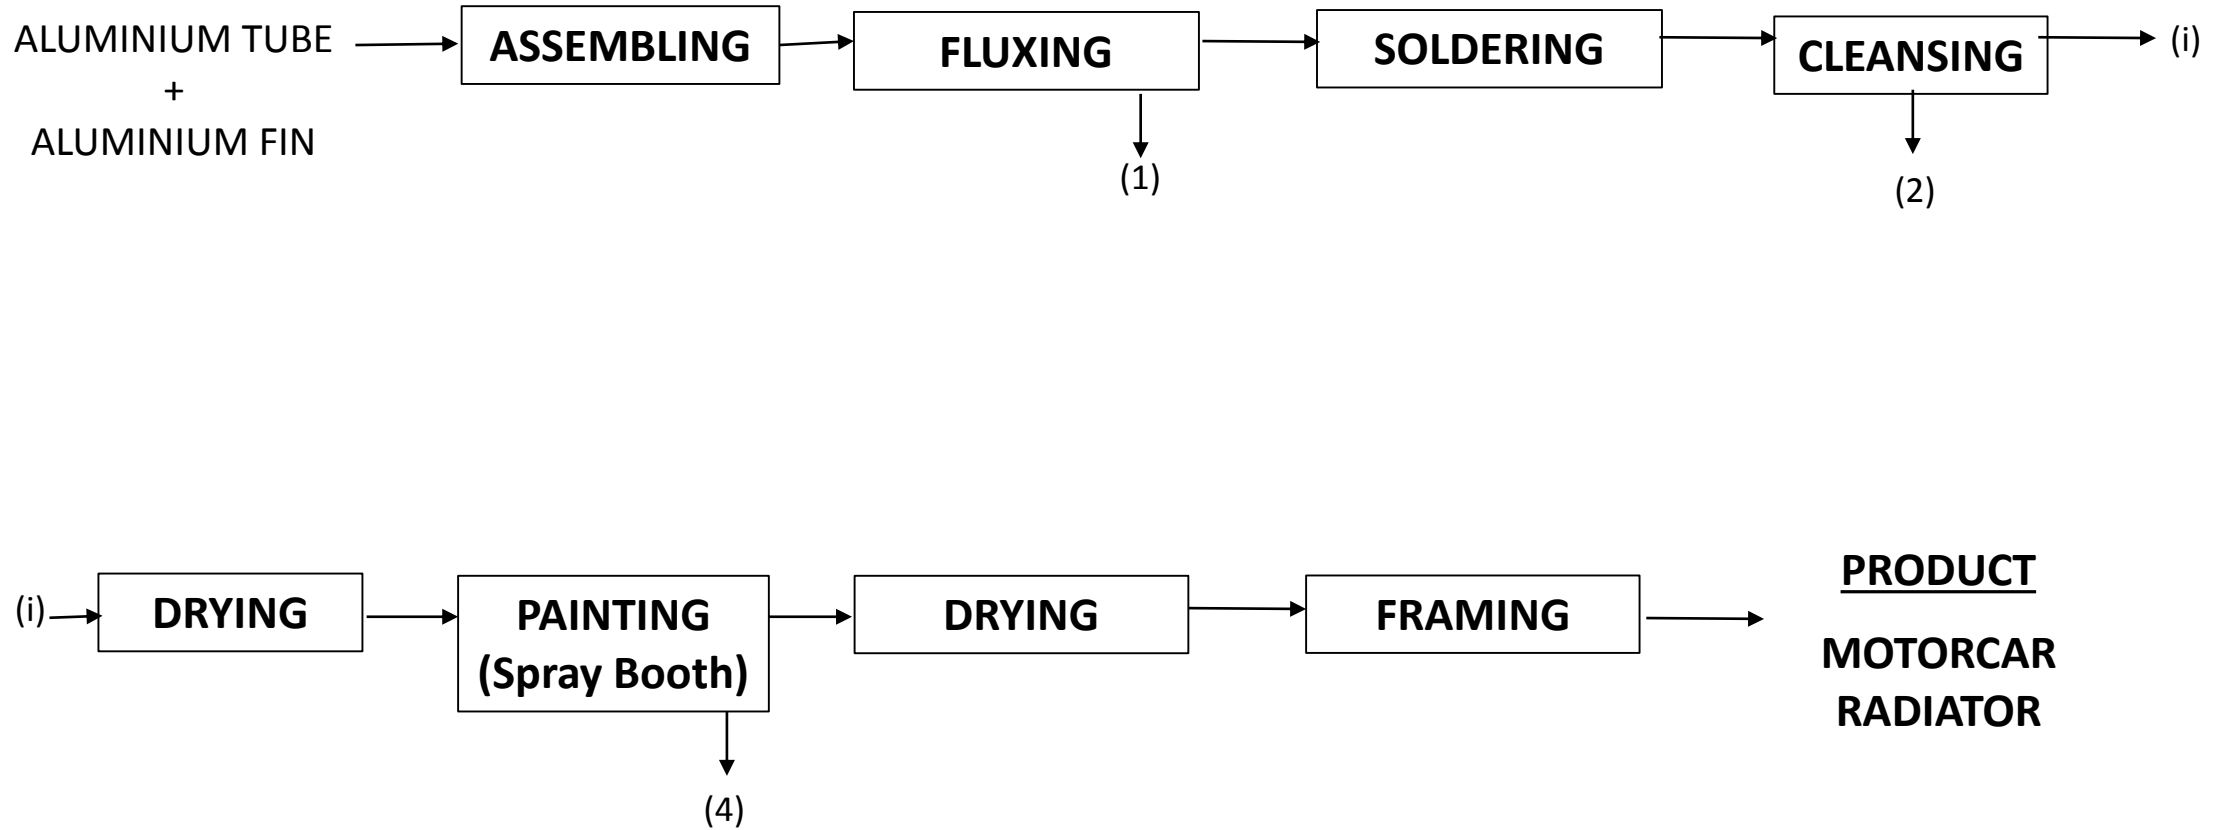 ALUMINIUM TUBE
+
ALUMINIUM FIN
ASSEMBLING
FLUXING
SOLDERING
CLEANSING
(i)
(1)
(2)
(i)
DRYING
PAINTING
(Spray Booth)
DRYING
FRAMING
PRODUCT
MOTORCAR
RADIATOR
(4)